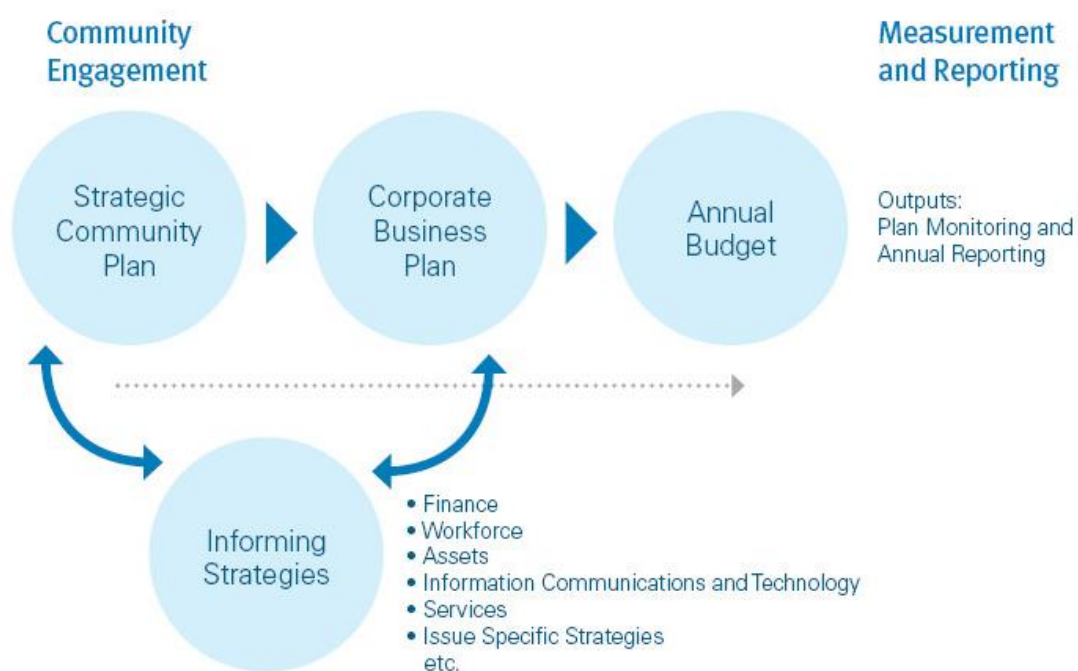 Community
Engagement
Measurement
and Reporting
Strategic
Community
Plan
Corporate
Business
Plan
Annual
Budget
Outputs:
Plan Monitoring and
Annual Reporting
Informing
Strategies
• Finance
• Workforce
• Assets
• Information Communications and Technology
• Services
• Issue Specific Strategies
etc.